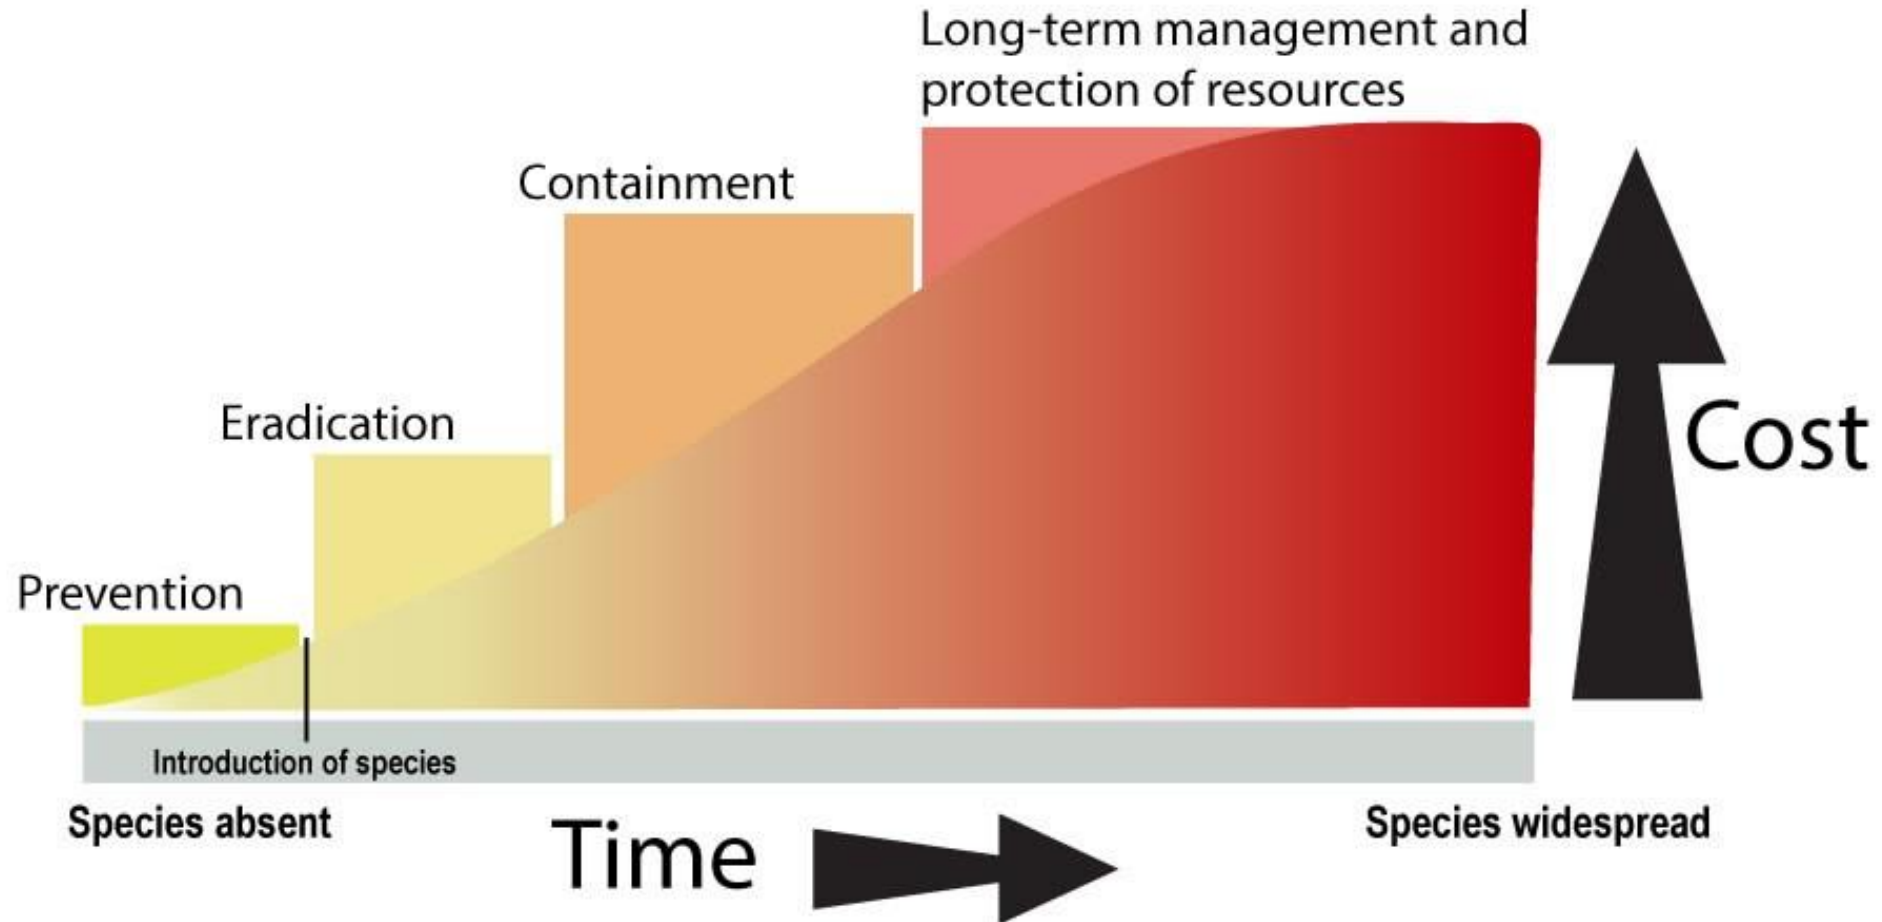 Long-term management and
protection of resources
Containment
Eradication
Prevention
Cost
Introduction of species
Species absent
Time
Species widespread